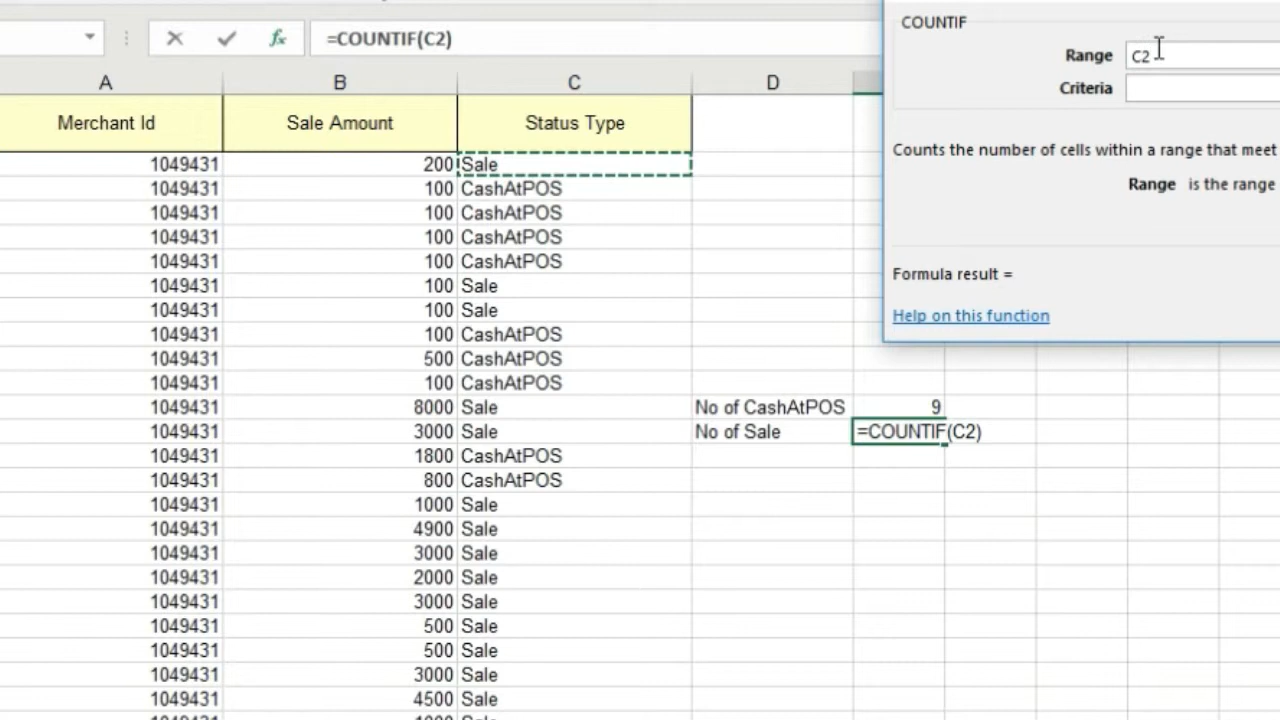 =COUNTIF(C2)
COUNTIF
Range C2
Criteria
Counts the number of cells within a range that meet
Range is the range
Formula result =
Help on this function
A B C D
Merchant Id Sale Amount Status Type
1049431 200 Sale
1049431 100 CashAtPOS
1049431 100 CashAtPOS
1049431 100 CashAtPOS
1049431 100 CashAtPOS
1049431 100 Sale
1049431 100 Sale
1049431 100 CashAtPOS
1049431 500 CashAtPOS
1049431 100 CashAtPOS
1049431 8000 Sale No of CashAtPOS 9
1049431 3000 Sale No of Sale =COUNTIF(C2)
1049431 1800 CashAtPOS
1049431 800 CashAtPOS
1049431 1000 Sale
1049431 4900 Sale
1049431 3000 Sale
1049431 2000 Sale
1049431 3000 Sale
1049431 500 Sale
1049431 500 Sale
1049431 3000 Sale
1049431 4500 Sale